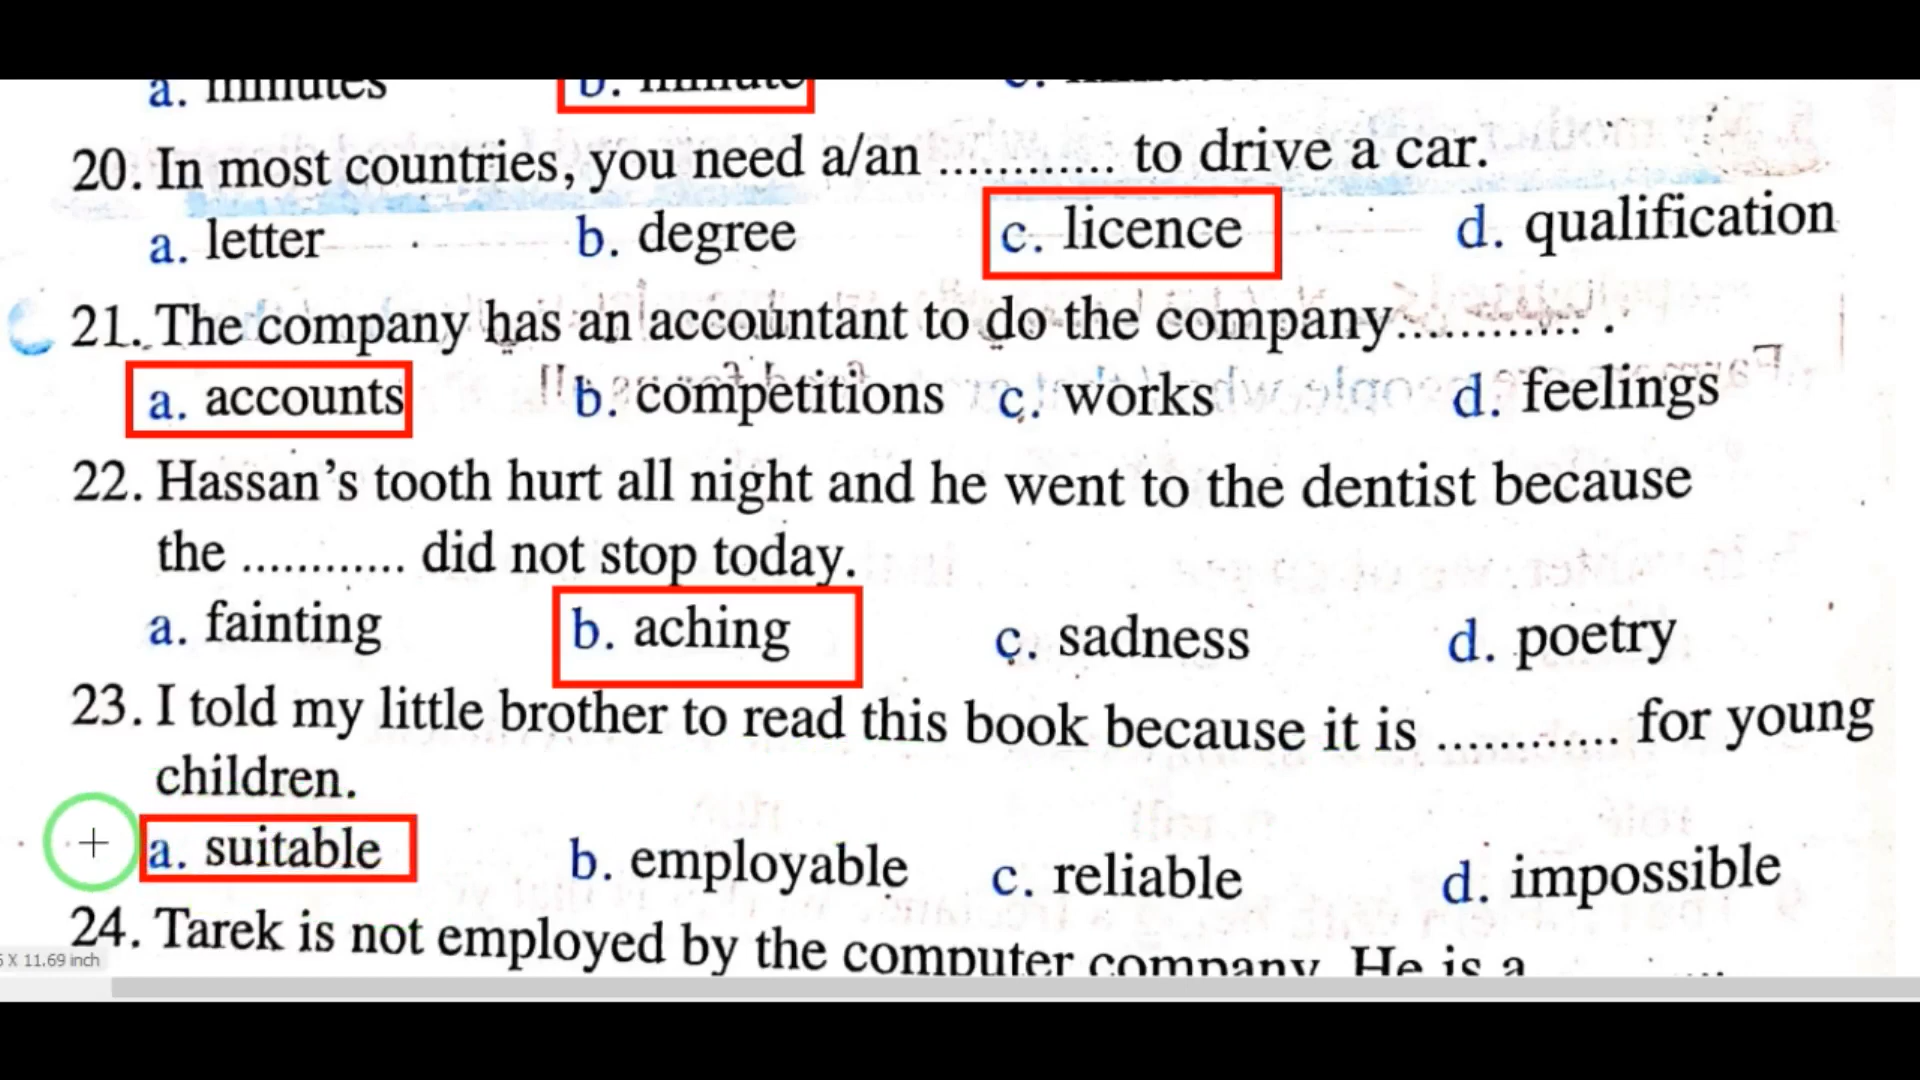 a. minutes b. minute c.
20. In most countries, you need a/an ............ to drive a car.
a. letter b. degree c. licence d. qualification
21. The company has an accountant to do the company ............ .
a. accounts b. competitions c. works d. feelings
22. Hassan's tooth hurt all night and he went to the dentist because
the ............ did not stop today.
a. fainting b. aching c. sadness d. poetry
23. I told my little brother to read this book because it is ............ for young
children.
a. suitable b. employable c. reliable d. impossible
24. Tarek is not employed by the computer company. He is a ............
X 11.69 inch